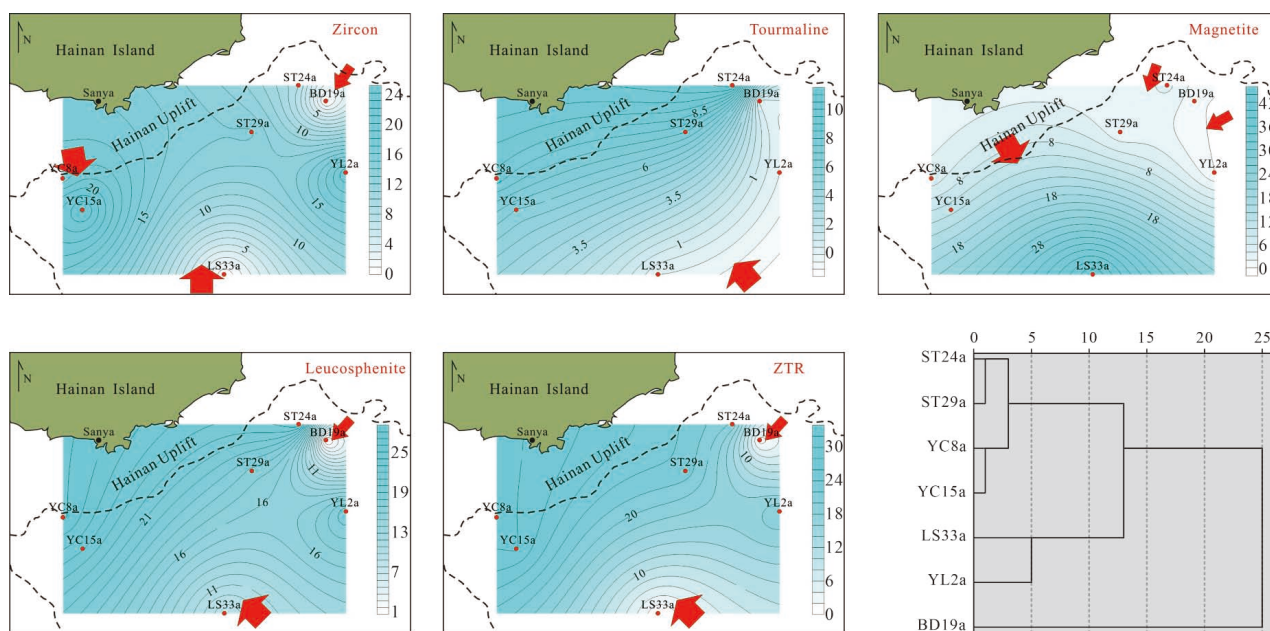 Zircon
N
Hainan Island
ST24a
BD19a
Sanya
Hainan Uplift
ST29a
YC8a
YL2a
YC15a
LS33a
5
10
20
15
15
10
10
5
24
20
16
12
8
4
0
Tourmaline
N
Hainan Island
ST24a
BD19a
Sanya
Hainan Uplift
8.5
ST29a
YC8a
6
YL2a
1
YC15a
3.5
3.5
1
LS33a
10
8
6
4
2
0
Magnetite
N
Hainan Island
ST24a
BD19a
Sanya
Hainan Uplift
ST29a
YC8a
8
8
YL2a
8
YC15a
18
18
18
28
LS33a
36
30
24
18
12
6
0
Leucosphenite
N
Hainan Island
ST24a
BD19a
Sanya
Hainan Uplift
11
ST29a
16
YC8a
YL2a
21
YC15a
16
16
11
LS33a
25
19
13
7
1
ZTR
N
Hainan Island
ST24a
BD19a
Sanya
Hainan Uplift
10
ST29a
20
YC8a
YL2a
YC15a
10
LS33a
30
24
18
12
6
0
0 5 10 15 20 25
ST24a
ST29a
YC8a
YC15a
LS33a
YL2a
BD19a